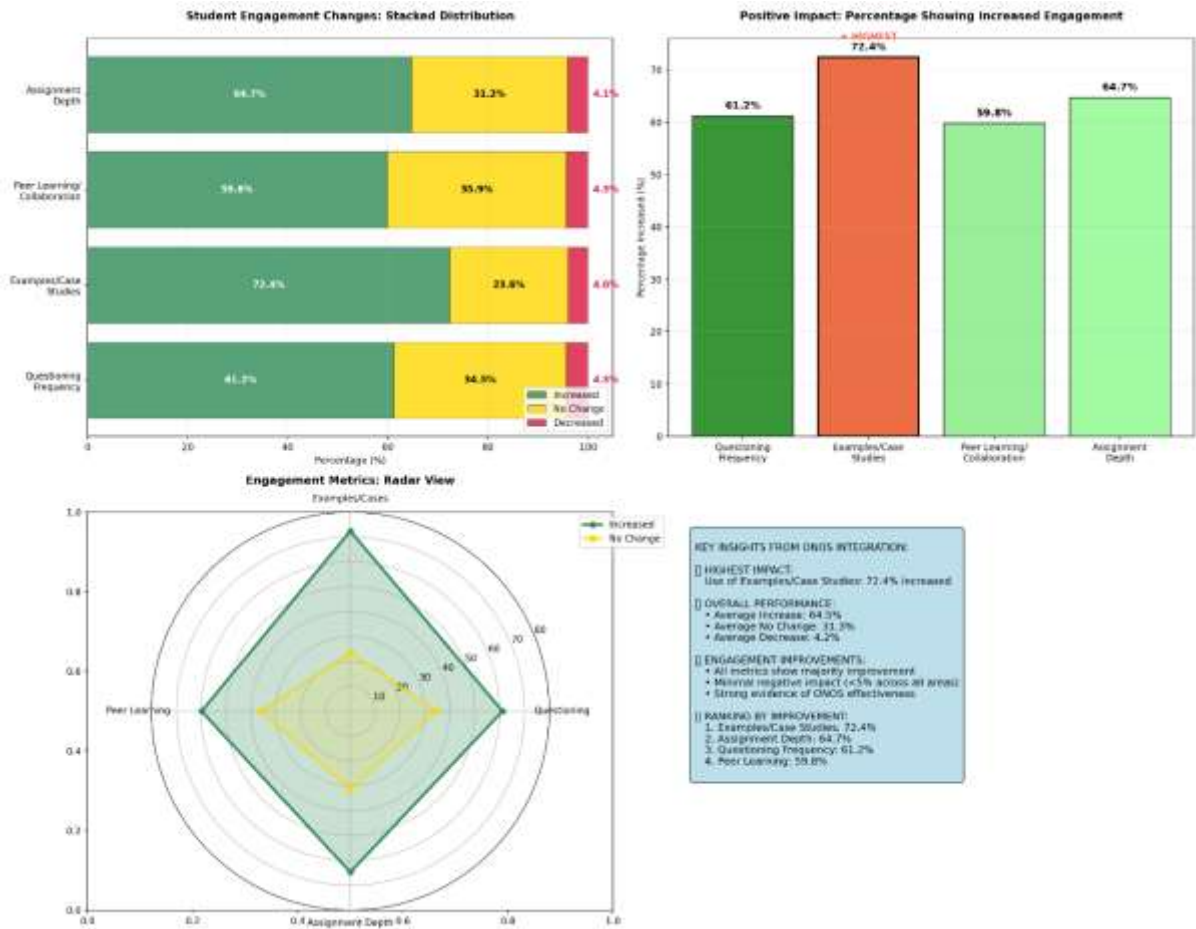 Student Engagement Changes: Stacked Distribution
Assignment
Depth
64.7%
31.2%
4.1%
Peer Learning/
Collaboration
59.8%
35.9%
4.3%
Examples/Case
Studies
72.4%
23.6%
4.0%
Questioning
Frequency
61.2%
34.5%
4.3%
Increased
No Change
Decreased
0 20 40 60 80 100
Percentage (%)
Positive Impact: Percentage Showing Increased Engagement
HIGHEST
72.4%
61.2%
59.8%
64.7%
Percentage Increased (%)
70
60
50
40
30
20
10
0
Questioning
Frequency
Examples/Case
Studies
Peer Learning/
Collaboration
Assignment
Depth
Engagement Metrics: Radar View
Examples/Cases
Increased
No Change
1.0
0.8
0.6
0.4
0.2
0.0
80
70
60
50
40
30
20
10
Peer Learning
Questioning
0.0 0.2 0.4 Assignment Depth 0.6 0.8 1.0
KEY INSIGHTS FROM ONOS INTEGRATION:
HIGHEST IMPACT:
Use of Examples/Case Studies: 72.4% increased
OVERALL PERFORMANCE:
• Average Increase: 64.5%
• Average No Change: 31.3%
• Average Decrease: 4.2%
ENGAGEMENT IMPROVEMENTS:
• All metrics show majority improvement
• Minimal negative impact (<5% across all areas)
• Strong evidence of ONOS effectiveness
RANKING BY IMPROVEMENT:
1. Examples/Case Studies: 72.4%
2. Assignment Depth: 64.7%
3. Questioning Frequency: 61.2%
4. Peer Learning: 59.8%